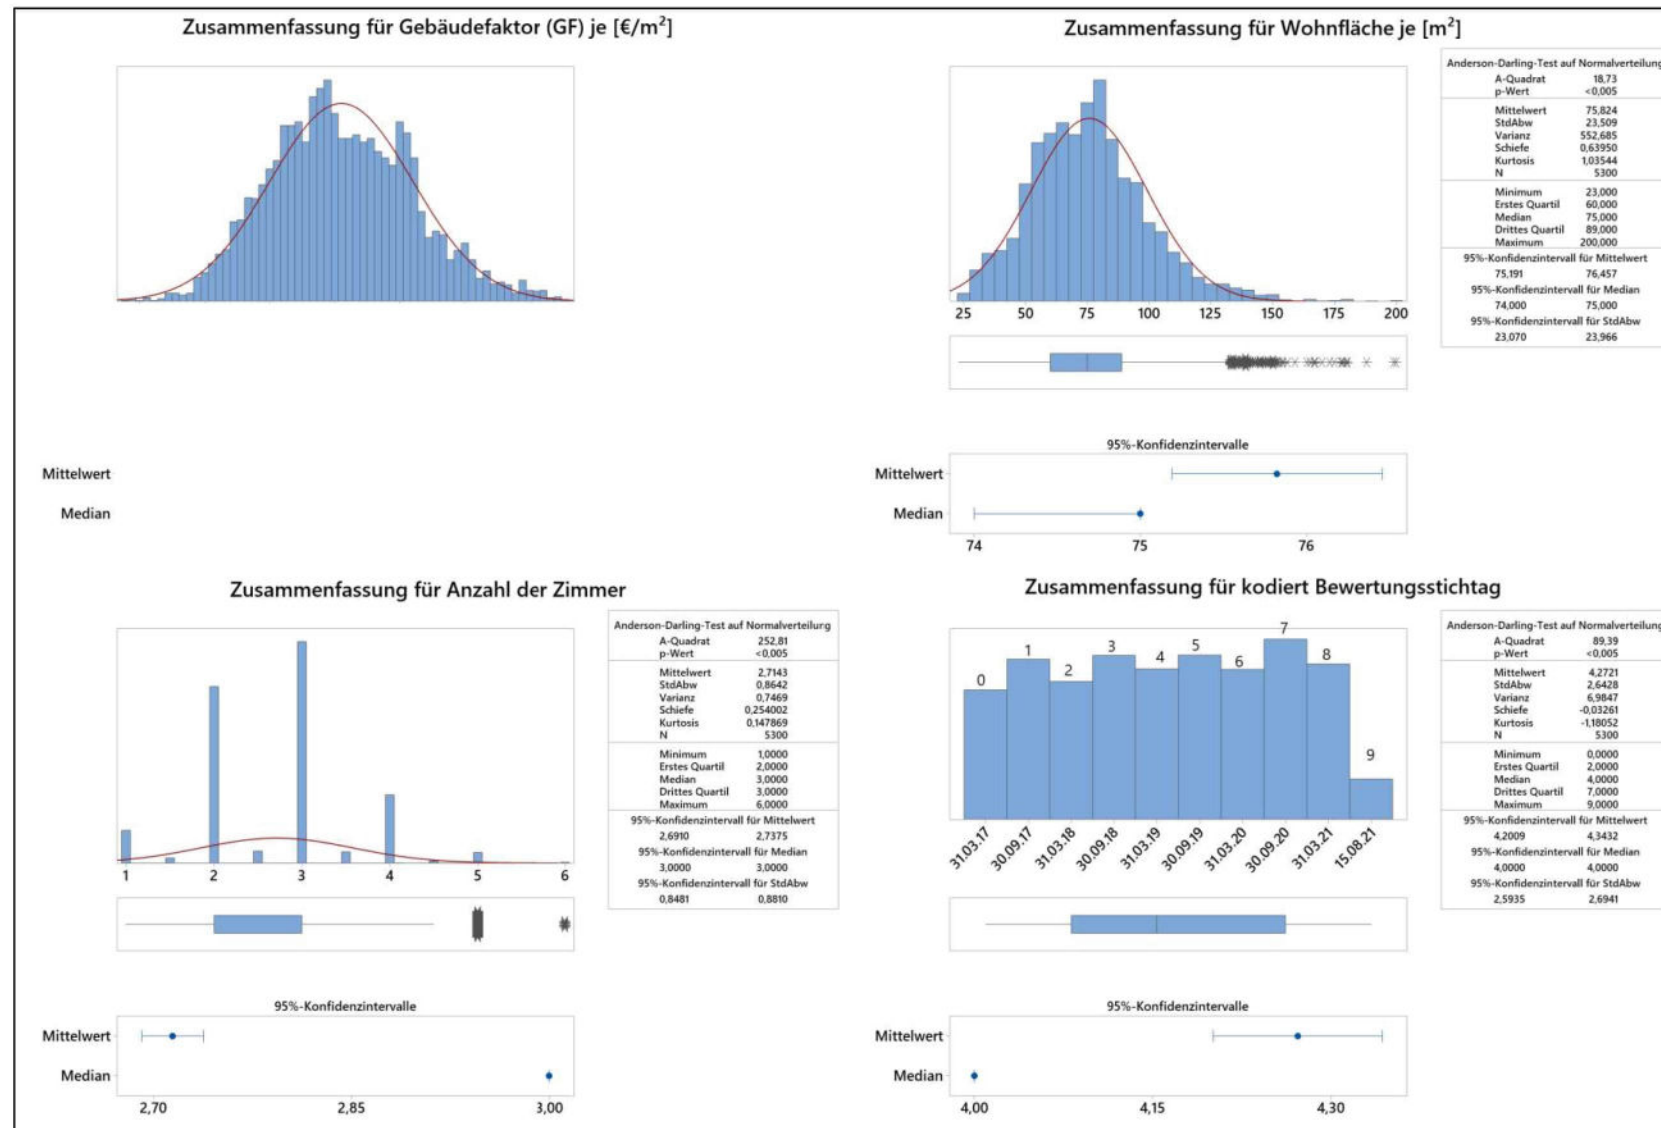 Zusammenfassung für Gebäudefaktor (GF) je [€/m²]
Mittelwert
Median
Zusammenfassung für Wohnfläche je [m²]
25 50 75 100 125 150 175 200
Anderson-Darling-Test auf Normalverteilung
A-Quadrat 18,73
p-Wert <0,005
Mittelwert 75,824
StdAbw 23,509
Varianz 552,685
Schiefe 0,63950
Kurtosis 1,03544
N 5300
Minimum 23,000
Erstes Quartil 60,000
Median 75,000
Drittes Quartil 89,000
Maximum 200,000
95%-Konfidenzintervall für Mittelwert
75,191 76,457
95%-Konfidenzintervall für Median
74,000 75,000
95%-Konfidenzintervall für StdAbw
23,070 23,966
95%-Konfidenzintervalle
Mittelwert
Median
74 75 76
Zusammenfassung für Anzahl der Zimmer
1 2 3 4 5 6
Anderson-Darling-Test auf Normalverteilung
A-Quadrat 252,81
p-Wert <0,005
Mittelwert 2,7143
StdAbw 0,8642
Varianz 0,7469
Schiefe 0,254002
Kurtosis 0,147869
N 5300
Minimum 1,0000
Erstes Quartil 2,0000
Median 3,0000
Drittes Quartil 3,0000
Maximum 6,0000
95%-Konfidenzintervall für Mittelwert
2,6910 2,7375
95%-Konfidenzintervall für Median
3,0000 3,0000
95%-Konfidenzintervall für StdAbw
0,8481 0,8810
95%-Konfidenzintervalle
Mittelwert
Median
2,70 2,85 3,00
Zusammenfassung für kodiert Bewertungsstichtag
0 1 2 3 4 5 6 7 8 9
31.03.17 30.09.17 31.03.18 30.09.18 31.03.19 30.09.19 31.03.20 30.09.20 31.03.21 15.08.21
Anderson-Darling-Test auf Normalverteilung
A-Quadrat 89,39
p-Wert <0,005
Mittelwert 4,2721
StdAbw 2,6428
Varianz 6,9847
Schiefe -0,03261
Kurtosis -1,18052
N 5300
Minimum 0,0000
Erstes Quartil 2,0000
Median 4,0000
Drittes Quartil 7,0000
Maximum 9,0000
95%-Konfidenzintervall für Mittelwert
4,2009 4,3432
95%-Konfidenzintervall für Median
4,0000 4,0000
95%-Konfidenzintervall für StdAbw
2,5935 2,6941
95%-Konfidenzintervalle
Mittelwert
Median
4,00 4,15 4,30